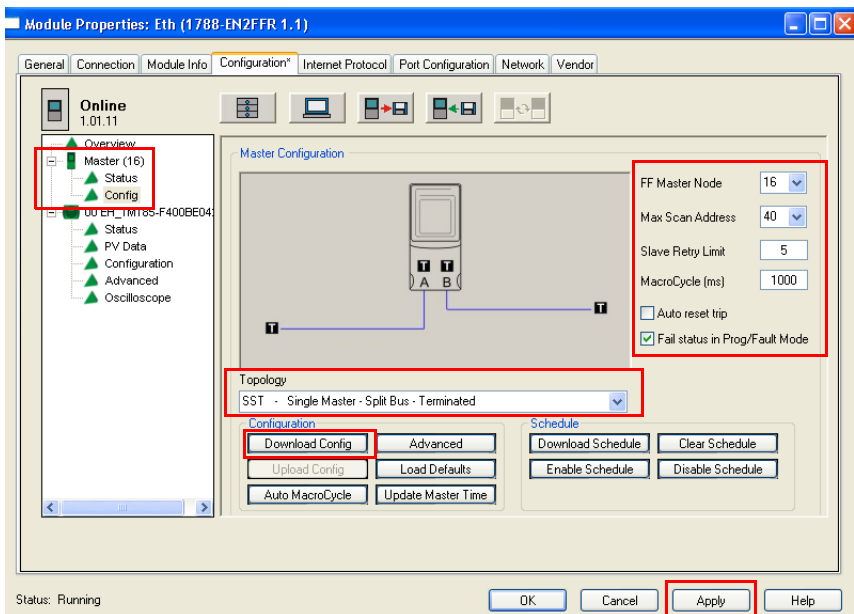 Module Properties: Eth (1788-EN2FFR 1.1)
General Connection Module Info Configuration* Internet Protocol Port Configuration Network Vendor
Online
1.01.11
Overview
Master (16)
Status
Config
00 EH_TMT85-F400BE04
Status
PV Data
Configuration
Advanced
Oscilloscope
Master Configuration
T T
A B
T
T
FF Master Node 16
Max Scan Address 40
Slave Retry Limit 5
MacroCycle (ms) 1000
Auto reset trip
Fail status in Prog/Fault Mode
Topology
SST - Single Master - Split Bus - Terminated
Configuration
Download Config Advanced
Upload Config Load Defaults
Auto MacroCycle Update Master Time
Schedule
Download Schedule Clear Schedule
Enable Schedule Disable Schedule
Status: Running
OK Cancel Apply Help